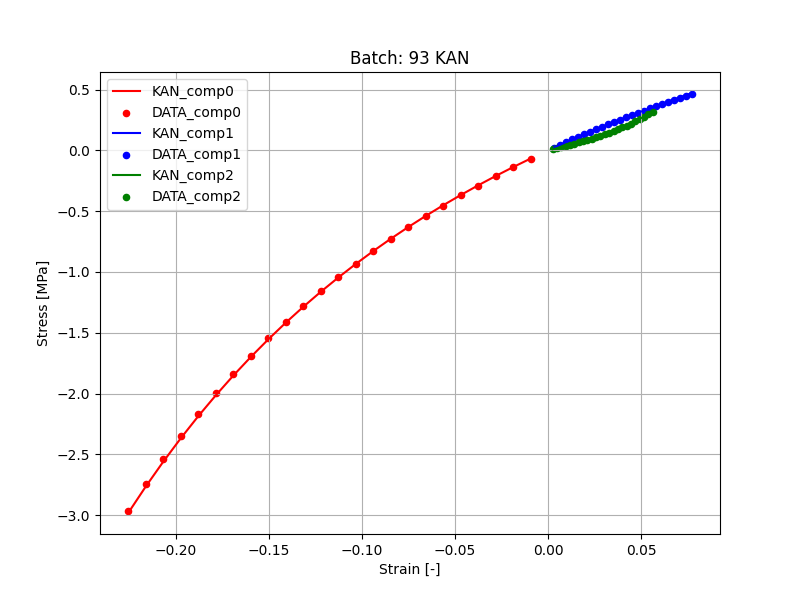 Batch: 93 KAN
KAN_comp0
DATA_comp0
KAN_comp1
DATA_comp1
KAN_comp2
DATA_comp2
0.5
0.0
−0.5
−1.0
−1.5
−2.0
−2.5
−3.0
Stress [MPa]
−0.20 −0.15 −0.10 −0.05 0.00 0.05
Strain [-]